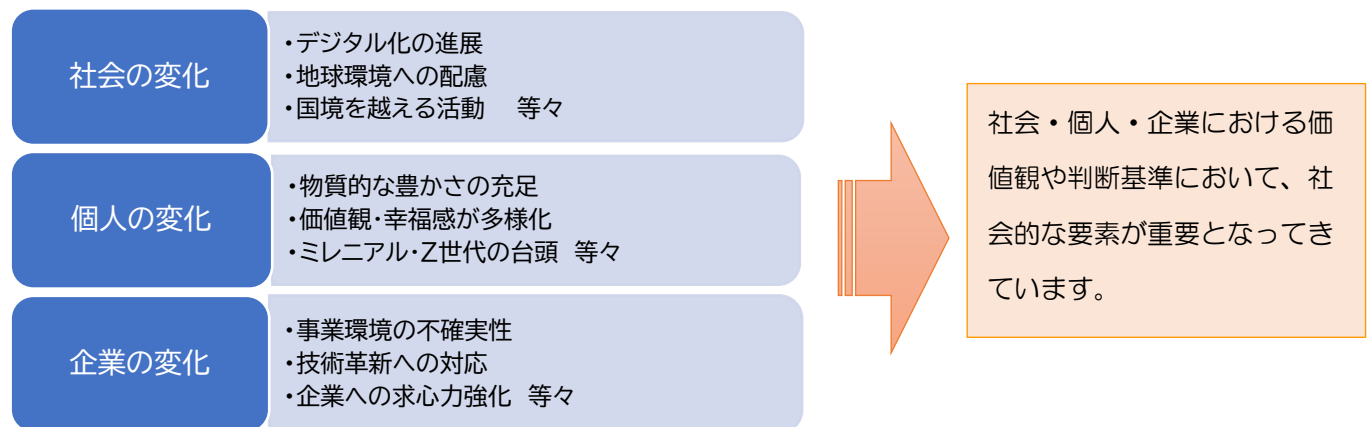 社会の変化
・デジタル化の進展
・地球環境への配慮
・国境を越える活動　等々
個人の変化
・物質的な豊かさの充足
・価値観・幸福感が多様化
・ミレニアル・Z世代の台頭　等々
企業の変化
・事業環境の不確実性
・技術革新への対応
・企業への求心力強化　等々
社会・個人・企業における価
値観や判断基準において、社
会的な要素が重要となってき
ています。